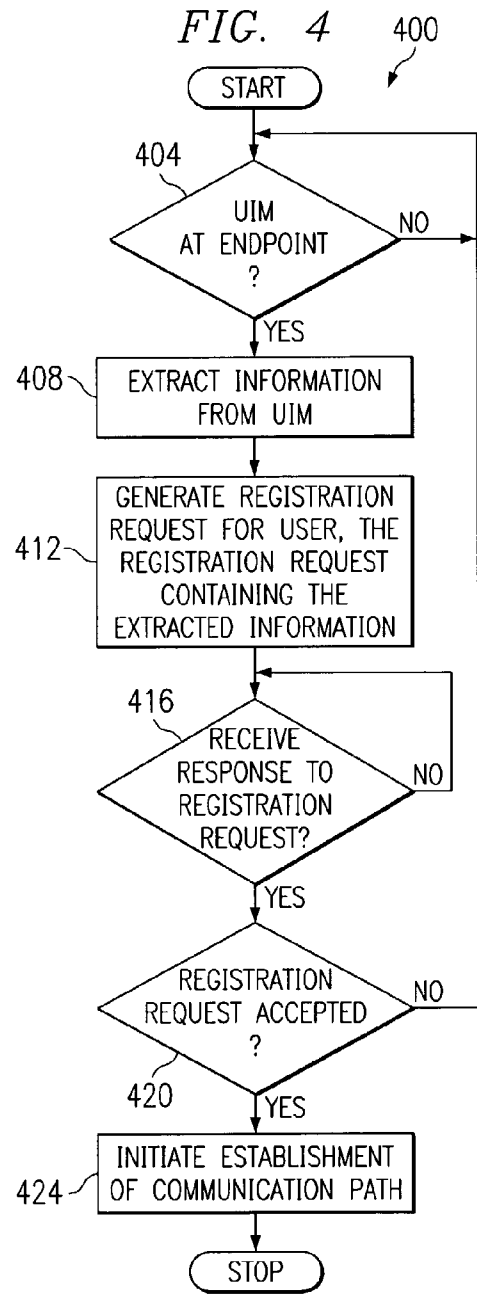 FIG. 4
400
START
404
UIM
AT ENDPOINT
?
NO
YES
408
EXTRACT INFORMATION
FROM UIM
412
GENERATE REGISTRATION
REQUEST FOR USER, THE
REGISTRATION REQUEST
CONTAINING THE
EXTRACTED INFORMATION
416
RECEIVE
RESPONSE TO
REGISTRATION
REQUEST?
NO
YES
REGISTRATION
REQUEST ACCEPTED
?
NO
420
YES
424
INITIATE ESTABLISHMENT
OF COMMUNICATION PATH
STOP